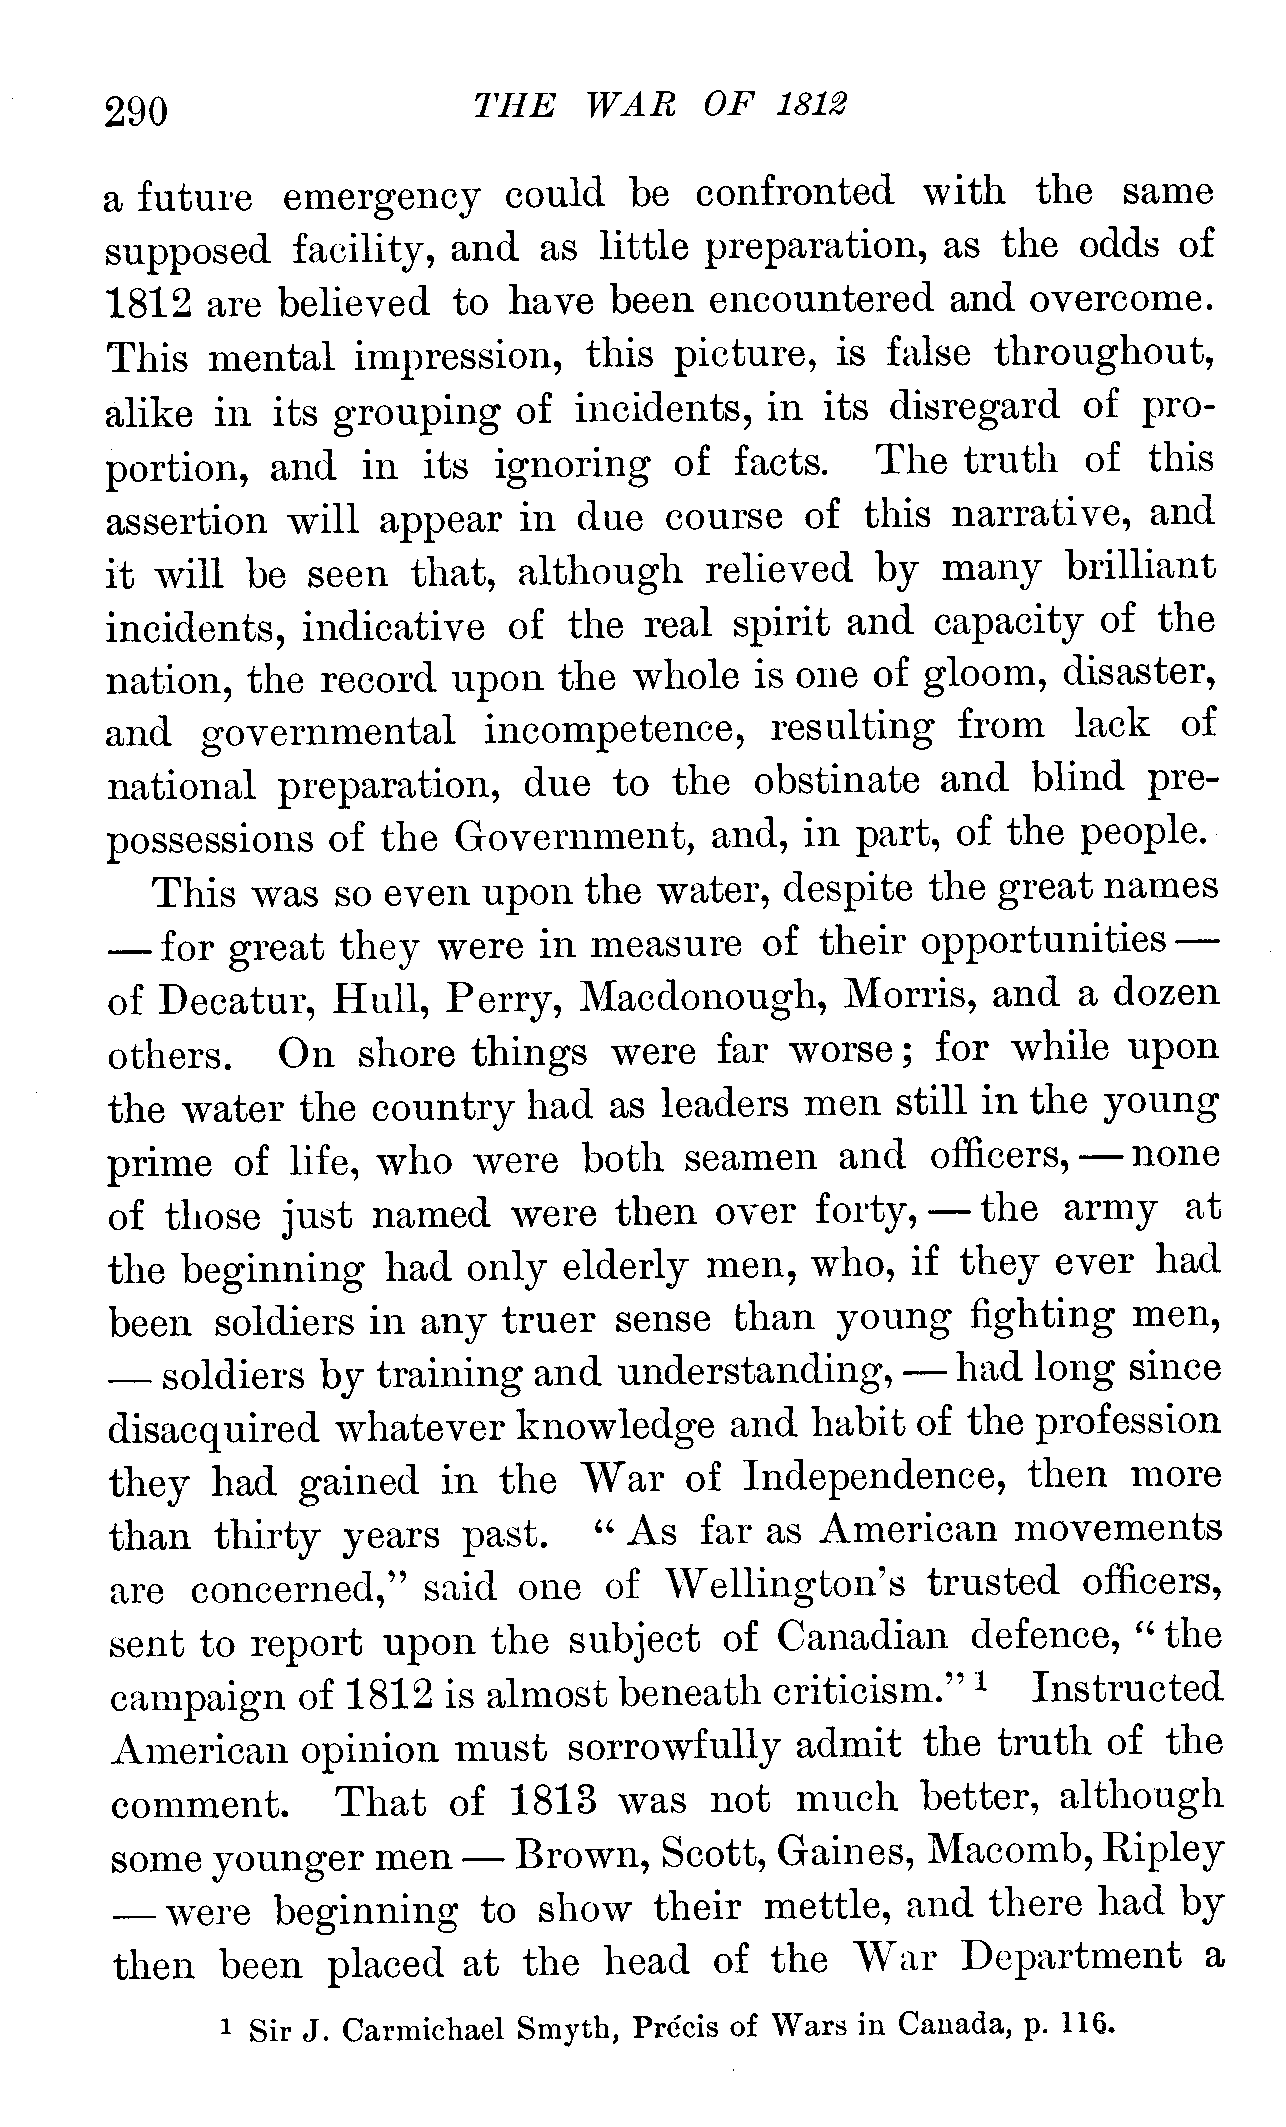 290 THE WAR OF 1812
a future emergency could be confronted with the same
supposed facility, and as little preparation, as the odds of
1812 are believed to have been encountered and overcome.
This mental impression, this picture, is false throughout,
alike in its grouping of incidents, in its disregard of pro-
portion, and in its ignoring of facts. The truth of this
assertion will appear in due course of this narrative, and
it will be seen that, although relieved by many brilliant
incidents, indicative of the real spirit and capacity of the
nation, the record upon the whole is one of gloom, disaster,
and governmental incompetence, resulting from lack of
national preparation, due to the obstinate and blind pre-
possessions of the Government, and, in part, of the people.
This was so even upon the water, despite the great names
— for great they were in measure of their opportunities —
of Decatur, Hull, Perry, Macdonough, Morris, and a dozen
others. On shore things were far worse; for while upon
the water the country had as leaders men still in the young
prime of life, who were both seamen and officers, — none
of those just named were then over forty, — the army at
the beginning had only elderly men, who, if they ever had
been soldiers in any truer sense than young fighting men,
— soldiers by training and understanding, — had long since
disacquired whatever knowledge and habit of the profession
they had gained in the War of Independence, then more
than thirty years past. “As far as American movements
are concerned,” said one of Wellington's trusted officers,
sent to report upon the subject of Canadian defence, “the
campaign of 1812 is almost beneath criticism.” ¹ Instructed
American opinion must sorrowfully admit the truth of the
comment. That of 1813 was not much better, although
some younger men — Brown, Scott, Gaines, Macomb, Ripley
— were beginning to show their mettle, and there had by
then been placed at the head of the War Department a
¹ Sir J. Carmichael Smyth, Précis of Wars in Canada, p. 116.